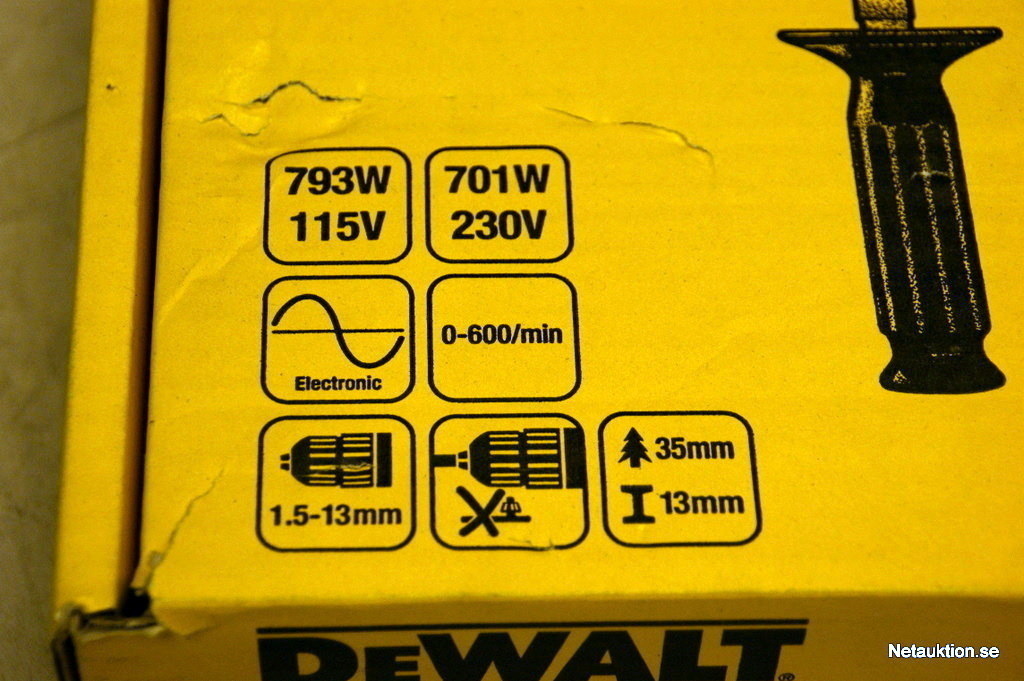 793W
115V
701W
230V
Electronic
0-600/min
1.5-13mm
35mm
13mm
DEWALT®
Netauktion.se